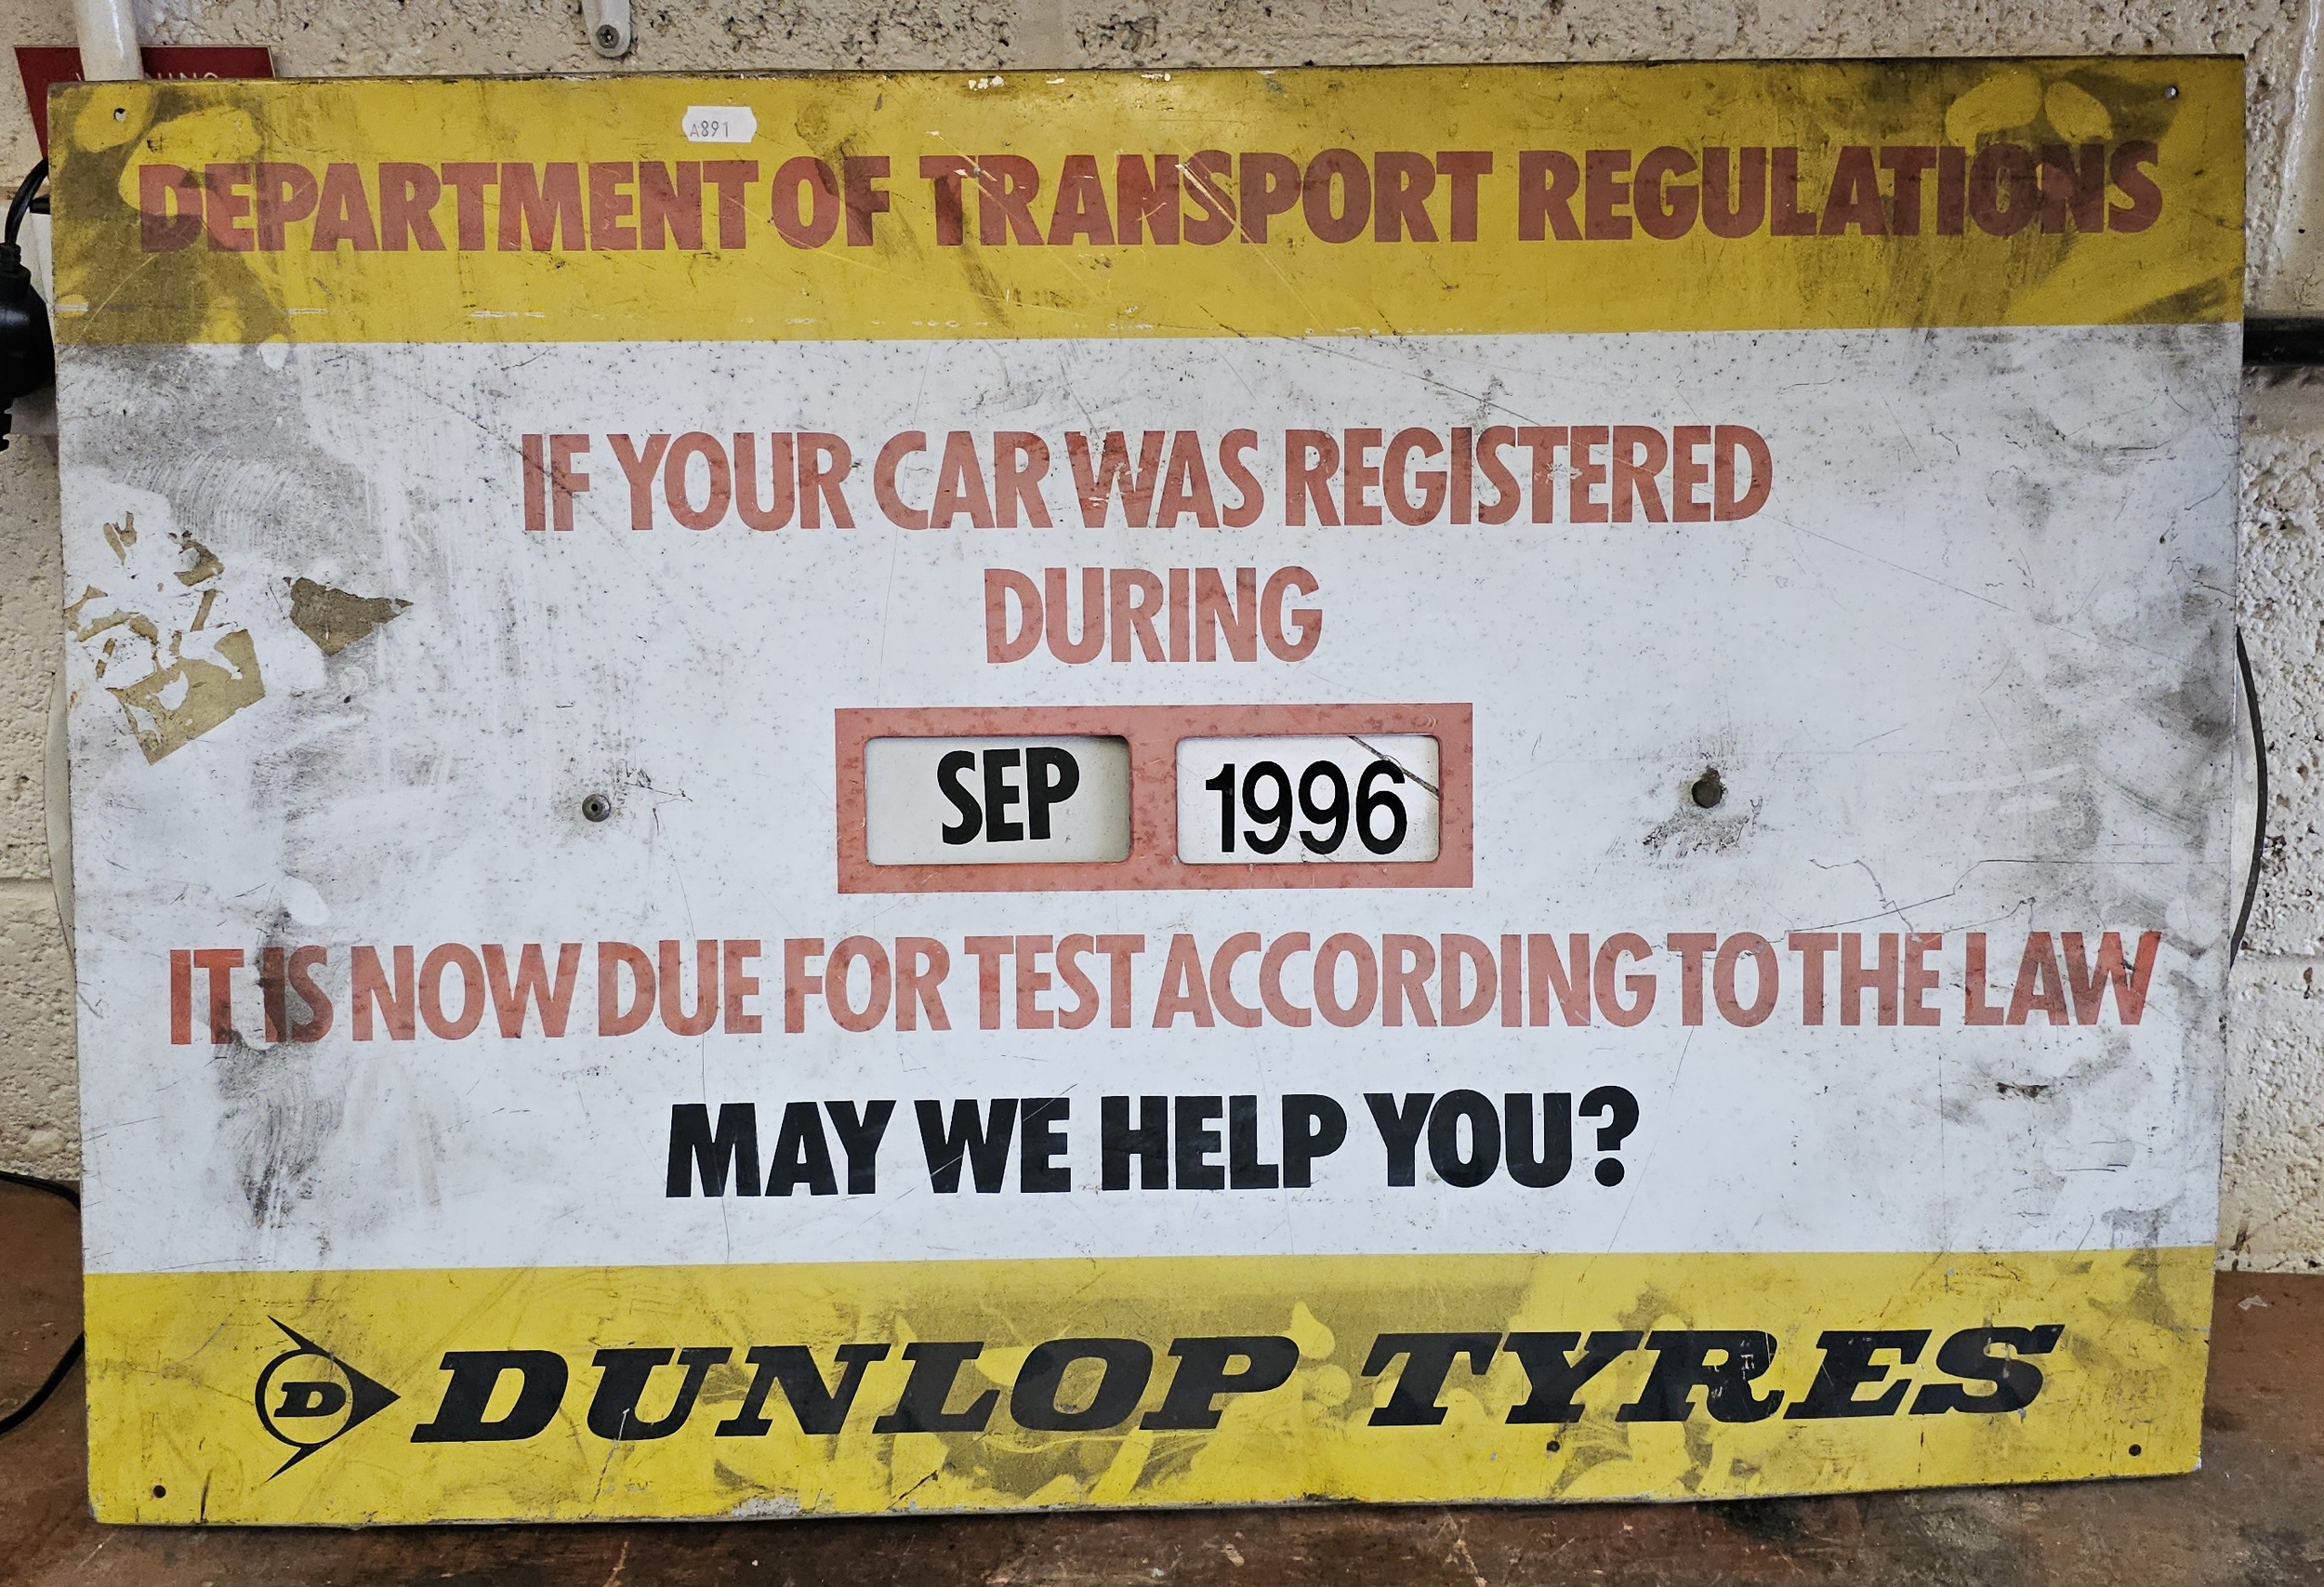 A891
DEPARTMENT OF TRANSPORT REGULATIONS
IF YOUR CAR WAS REGISTERED
DURING
SEP 1996
IT IS NOW DUE FOR TEST ACCORDING TO THE LAW
MAY WE HELP YOU?
D DUNLOP TYRES